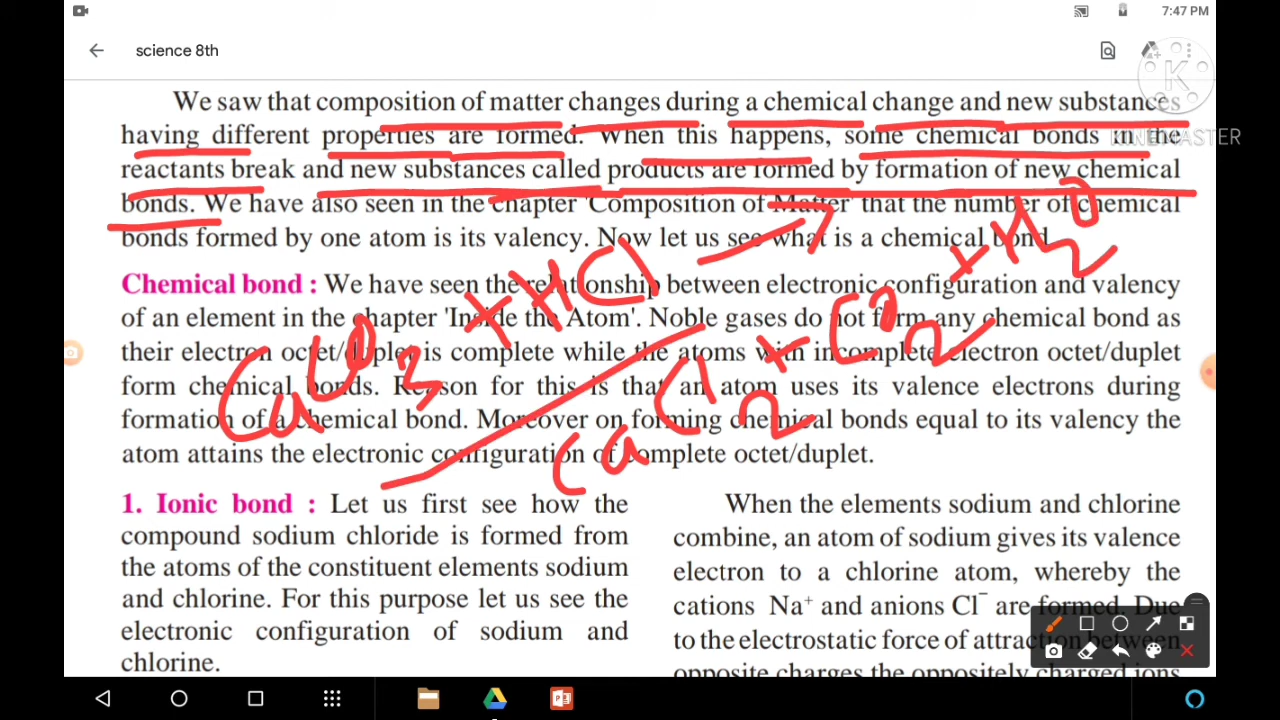 7:47 PM
science 8th
KINEMASTER
We saw that composition of matter changes during a chemical change and new substances
having different properties are formed. When this happens, some chemical bonds in the
reactants break and new substances called products are formed by formation of new chemical
bonds. We have also seen in the chapter 'Composition of Matter' that the number of chemical
bonds formed by one atom is its valency. Now let us see what is a chemical bond.
Chemical bond : We have seen the relationship between electronic configuration and valency
of an element in the chapter 'Inside the Atom'. Noble gases do not form any chemical bond as
their electron octet/duplet is complete while the atoms with incomplete electron octet/duplet
form chemical bonds. Reason for this is that an atom uses its valence electrons during
formation of a chemical bond. Moreover on forming chemical bonds equal to its valency the
atom attains the electronic configuration of complete octet/duplet.
CaCO3 + HCl →
CaCl2 + CO2 + H2O
1. Ionic bond : Let us first see how the
compound sodium chloride is formed from
the atoms of the constituent elements sodium
and chlorine. For this purpose let us see the
electronic configuration of sodium and
chlorine.
When the elements sodium and chlorine
combine, an atom of sodium gives its valence
electron to a chlorine atom, whereby the
cations Na⁺ and anions Cl⁻ are formed. Due
to the electrostatic force of attraction between
opposite charges the oppositely charged ions